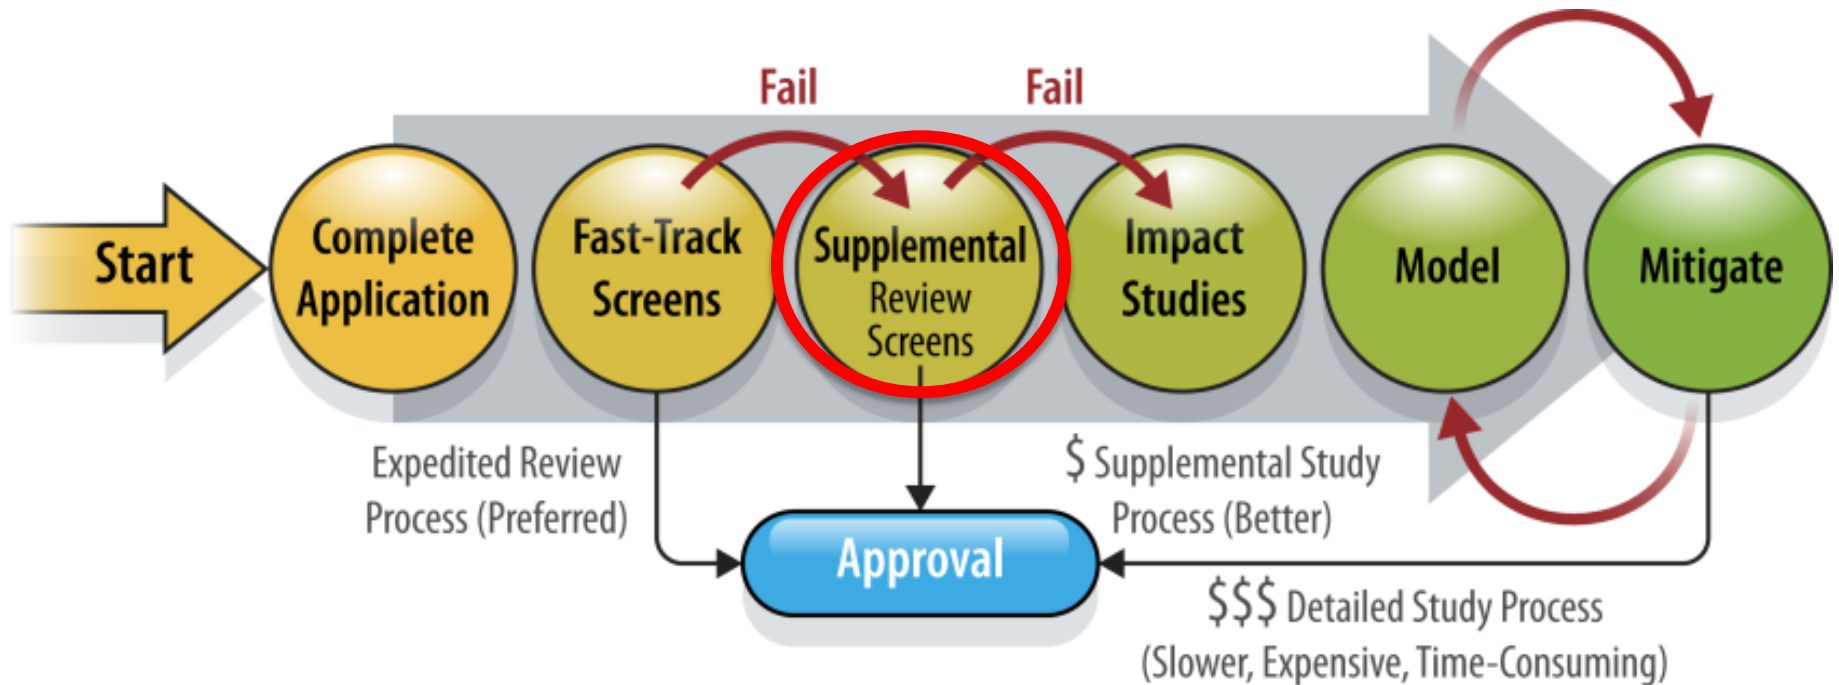 Fail
Fail
Start
Complete
Application
Fast-Track
Screens
Supplemental
Review
Screens
Impact
Studies
Model
Mitigate
Expedited Review
Process (Preferred)
$ Supplemental Study
Process (Better)
Approval
$$$ Detailed Study Process
(Slower, Expensive, Time-Consuming)